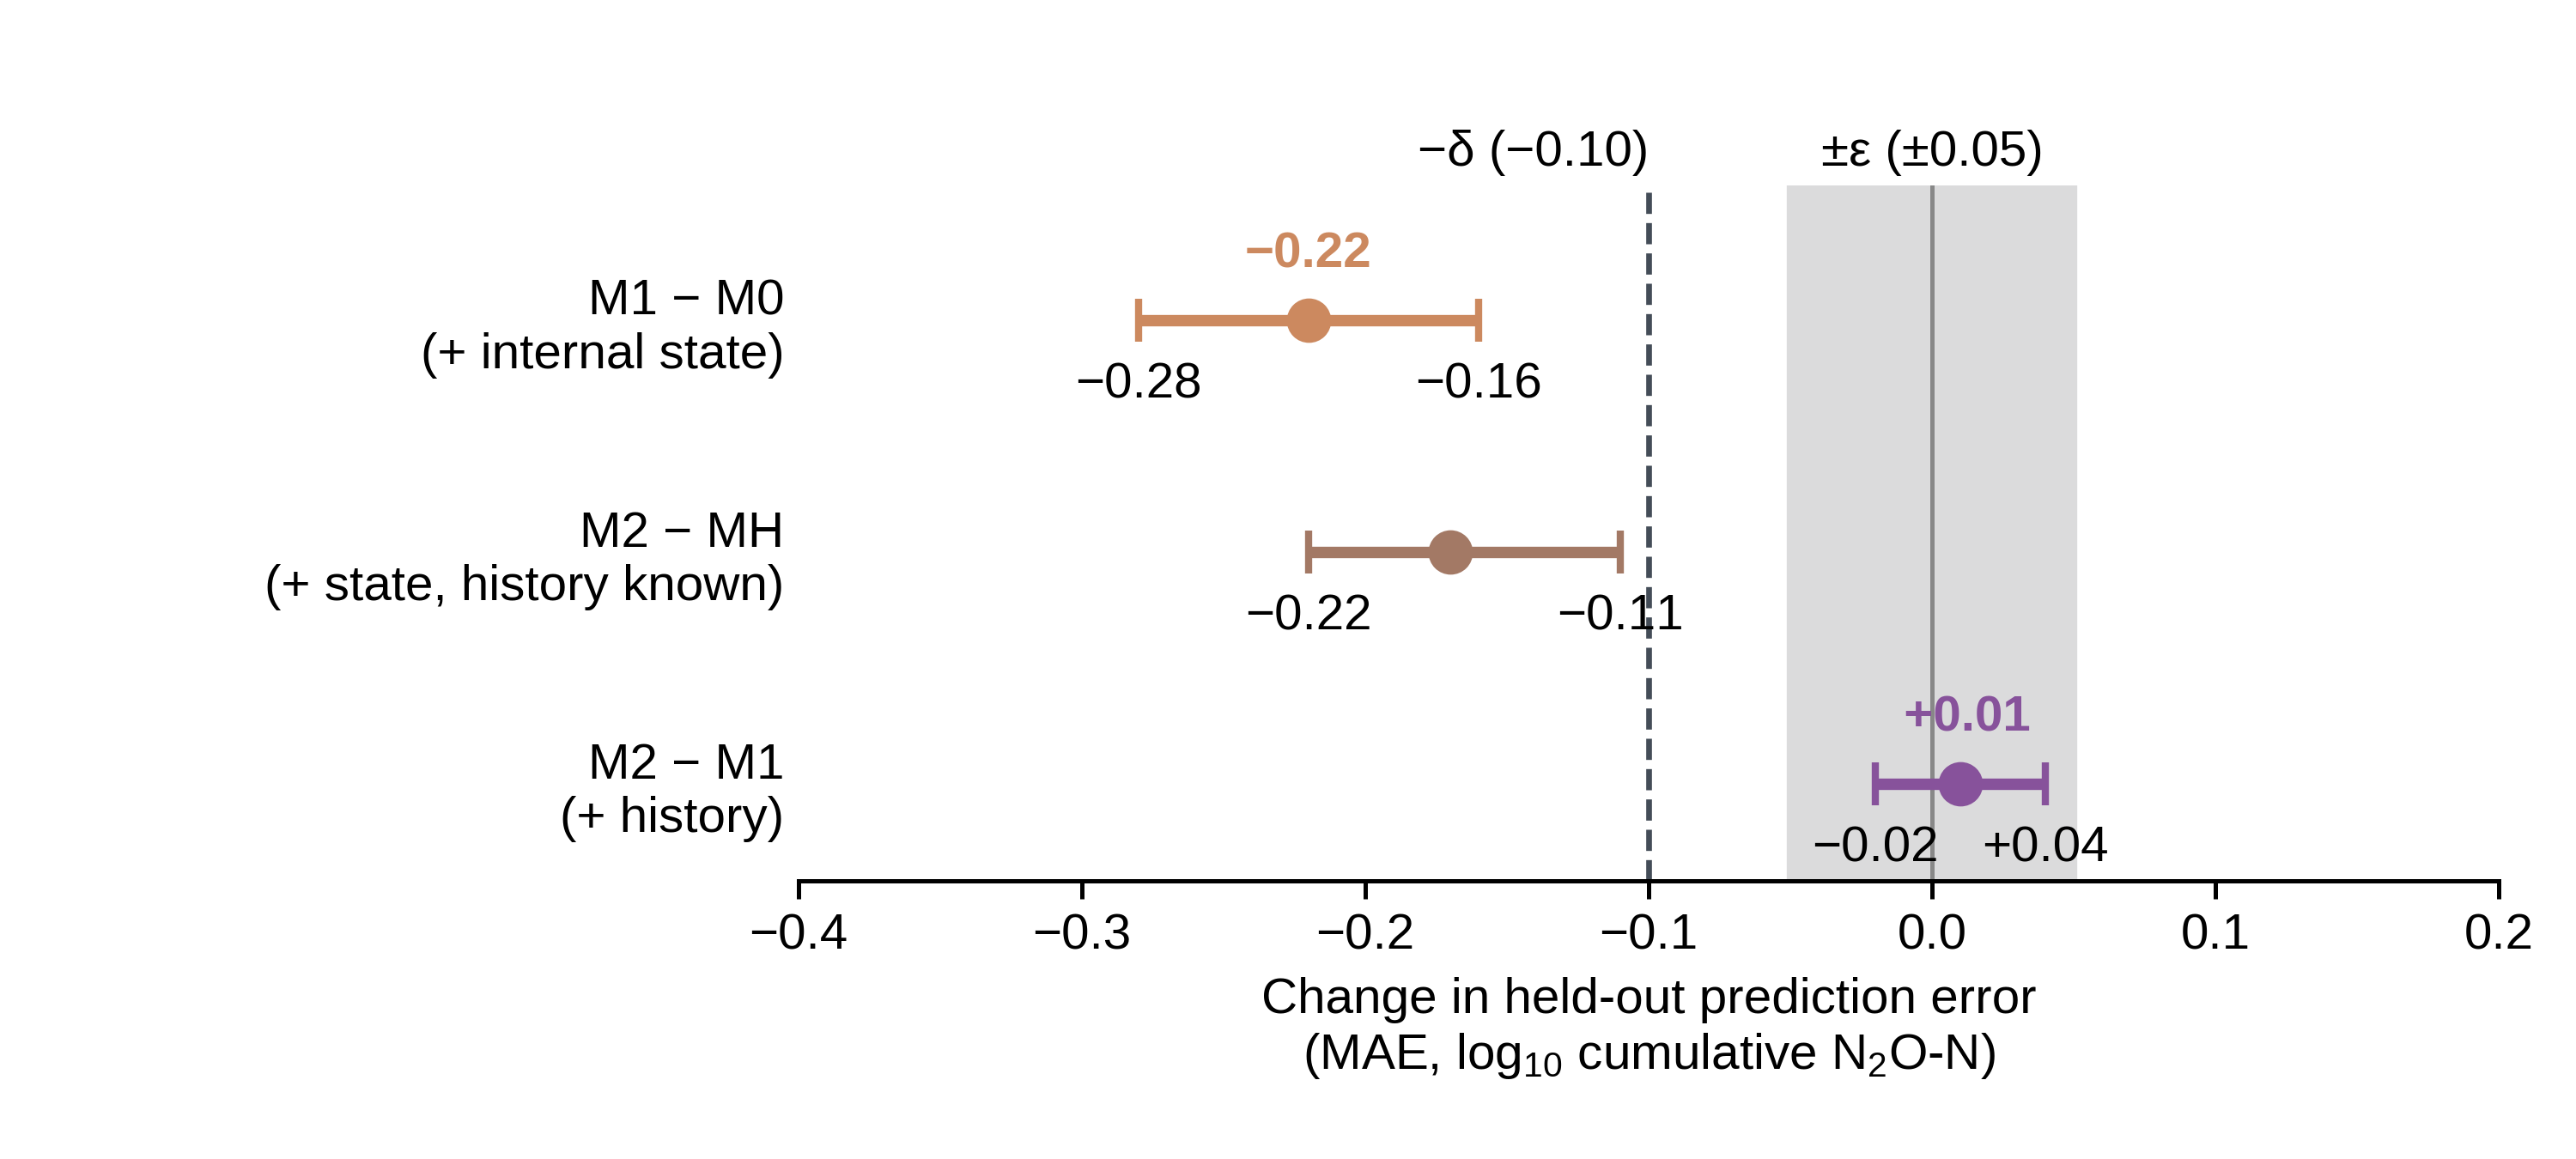 −δ (−0.10)
±ε (±0.05)
−0.22
M1 − M0
(+ internal state)
−0.28
−0.16
M2 − MH
(+ state, history known)
−0.22
−0.11
+0.01
M2 − M1
(+ history)
−0.02
+0.04
−0.4
−0.3
−0.2
−0.1
0.0
0.1
0.2
Change in held-out prediction error
(MAE, log₁₀ cumulative N₂O-N)